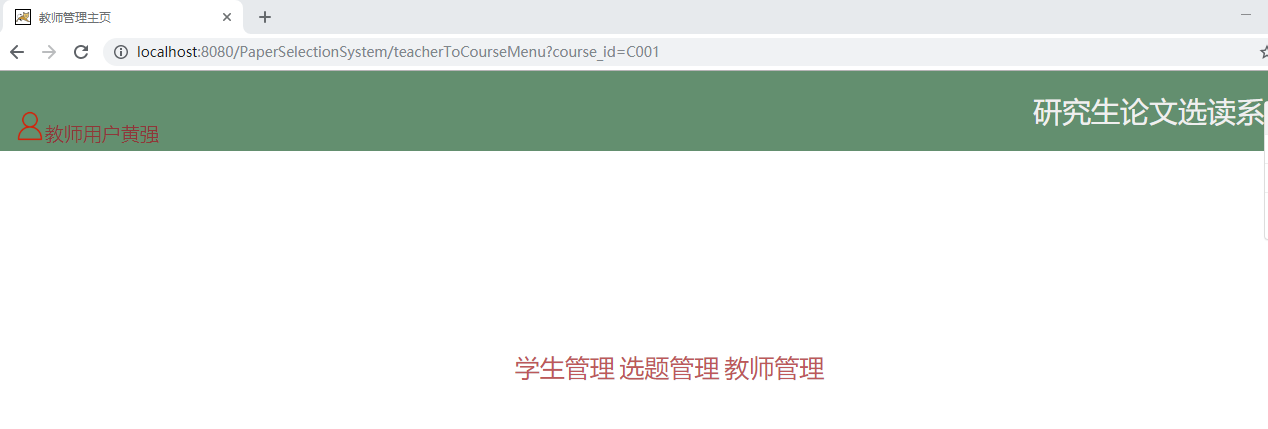 教师管理主页
localhost:8080/PaperSelectionSystem/teacherToCourseMenu?course_id=C001
研究生论文选读系
教师用户黄强
学生管理 选题管理 教师管理